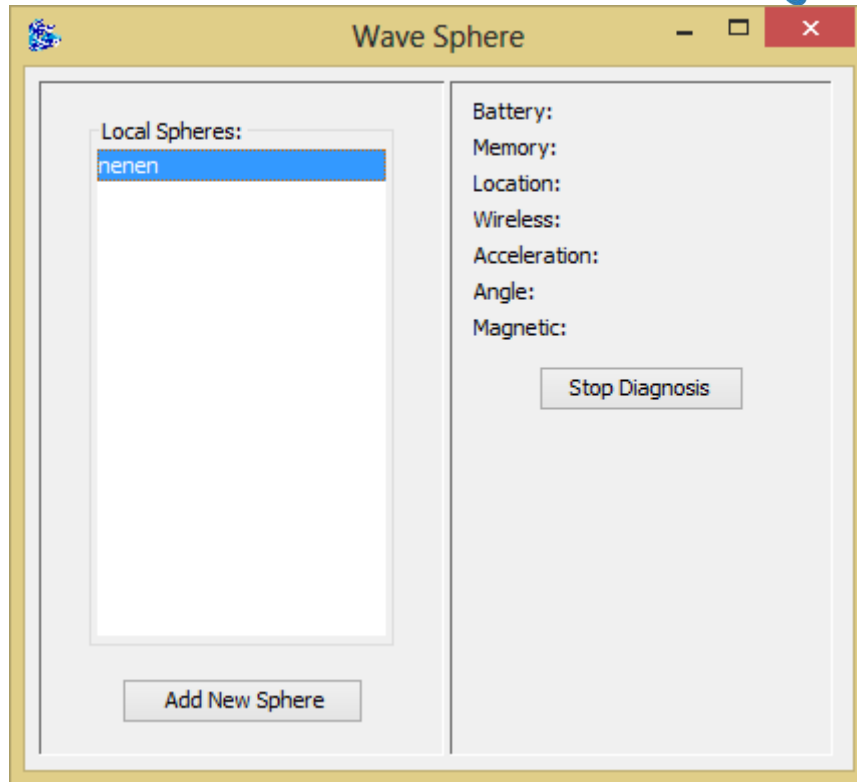 Wave Sphere
Local Spheres:
nenen
Add New Sphere
Battery:
Memory:
Location:
Wireless:
Acceleration:
Angle:
Magnetic:
Stop Diagnosis